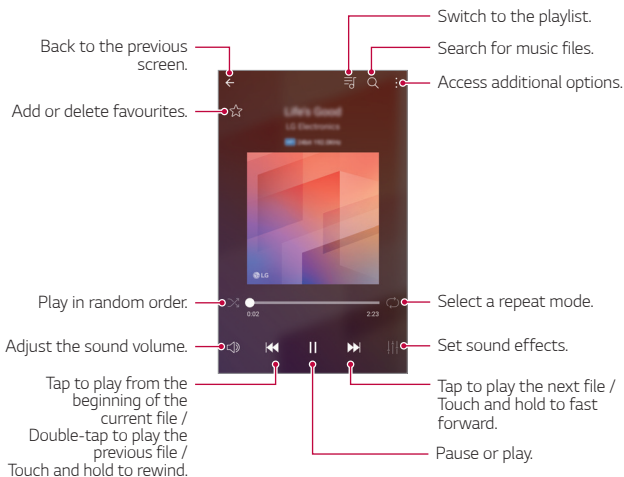 Switch to the playlist.
Back to the previous
screen.
Search for music files.
Access additional options.
Add or delete favourites.
Life's Good
LG Electronics
LG
Play in random order.
Select a repeat mode.
0:02
2:23
Adjust the sound volume.
Set sound effects.
Tap to play from the
beginning of the
current file /
Double-tap to play the
previous file /
Touch and hold to rewind.
Tap to play the next file /
Touch and hold to fast
forward.
Pause or play.